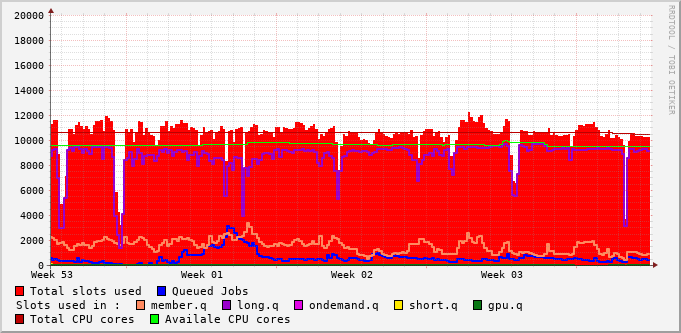 20000
18000
16000
14000
12000
10000
8000
6000
4000
2000
0
Week 53 Week 01 Week 02 Week 03
Total slots used Queued Jobs
Slots used in : member.q long.q ondemand.q short.q gpu.q
Total CPU cores Availale CPU cores
RRDTOOL / TOBI OETIKER